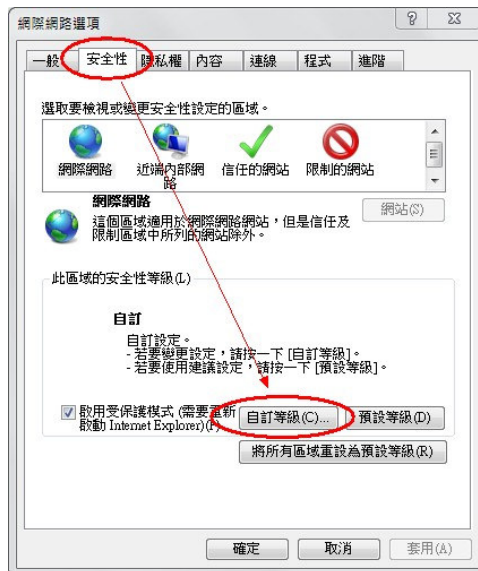 網際網路選項
一般 安全性 隱私權 內容 連線 程式 進階
選取要檢視或變更安全性設定的區域。
網際網路 近端內部網路 信任的網站 限制的網站
網際網路
網站(S)
這個區域適用於網際網路網站，但是信任及
限制區域中所列的網站除外。
此區域的安全性等級(L)
自訂
自訂設定。
- 若要變更設定，請按一下 [自訂等級]。
- 若要使用建議設定，請按一下 [預設等級]。
啟用受保護模式 (需要重新
啟動 Internet Explorer)(P)
自訂等級(C)... 預設等級(D)
將所有區域重設為預設等級(R)
確定 取消 套用(A)